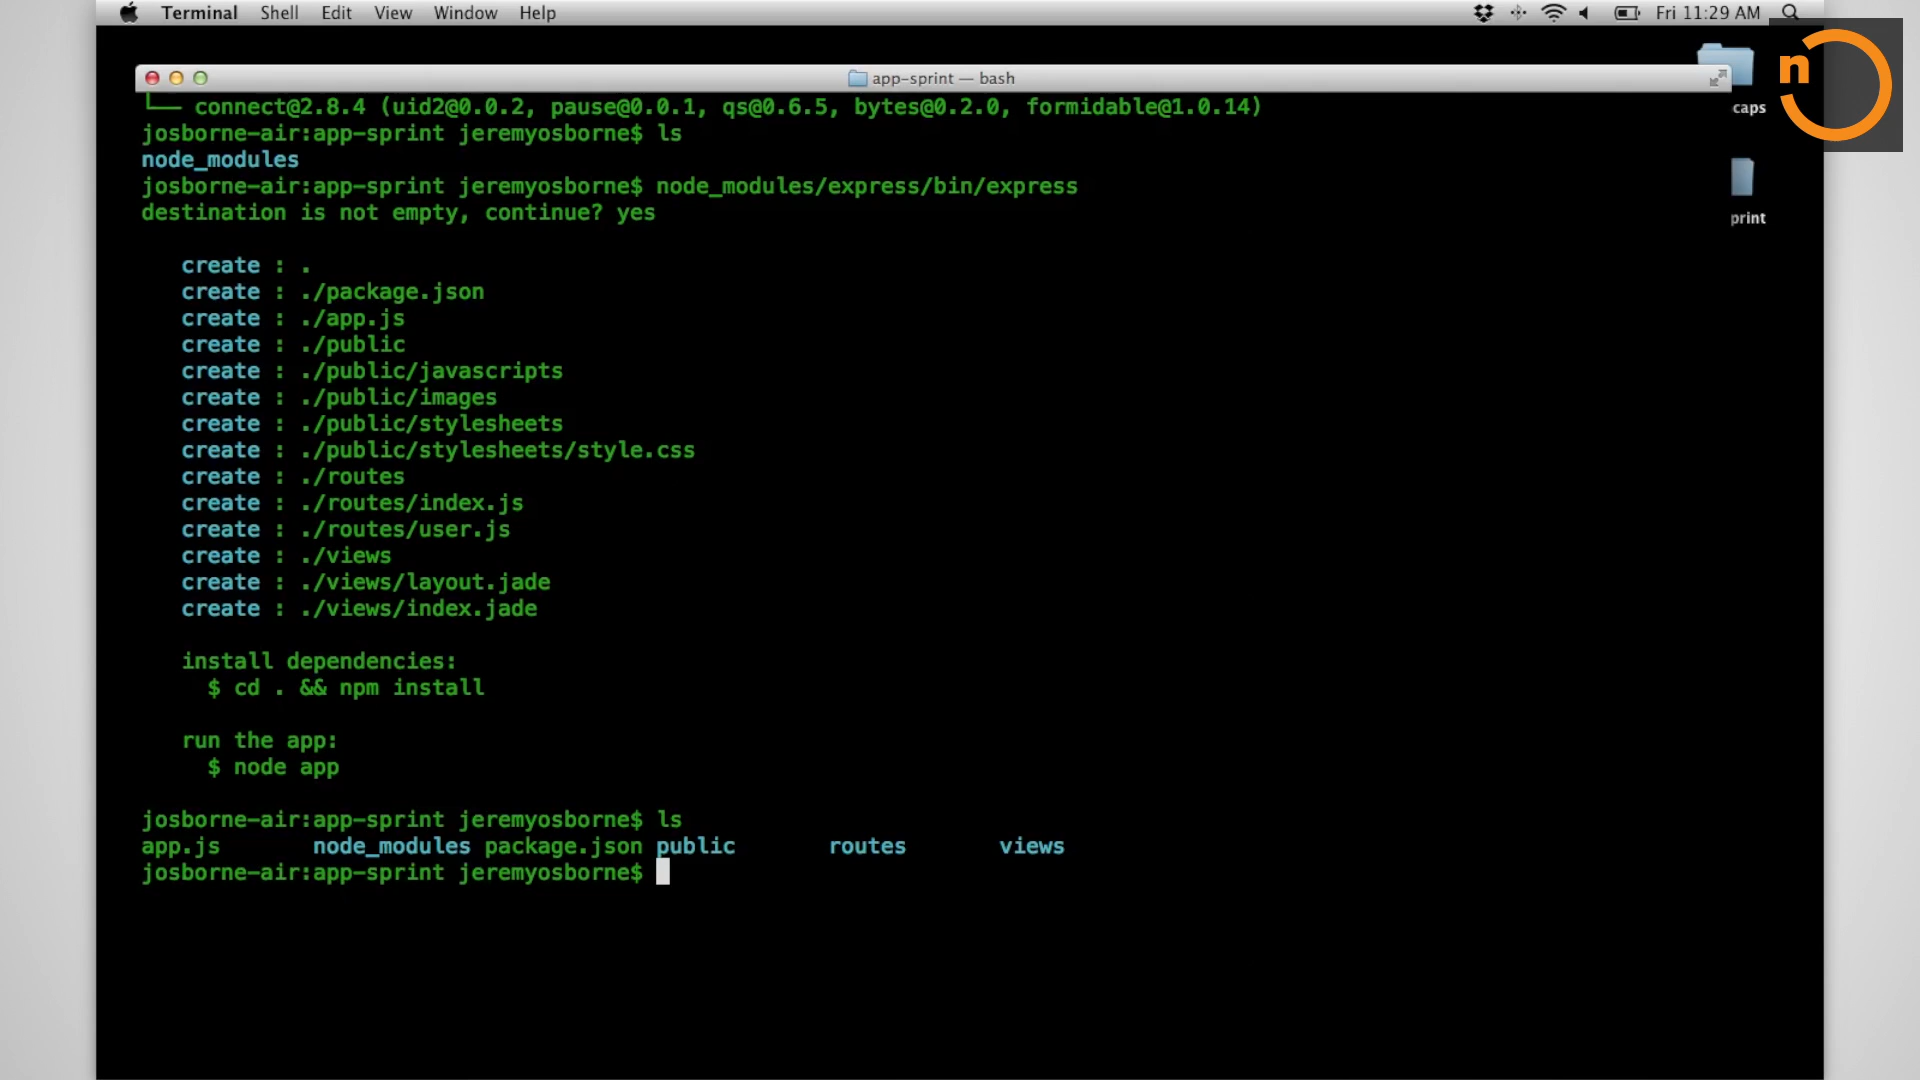 Terminal Shell Edit View Window Help Fri 11:29 AM
n
app-sprint — bash
caps
print
└── connect@2.8.4 (uid2@0.0.2, pause@0.0.1, qs@0.6.5, bytes@0.2.0, formidable@1.0.14)
josborne-air:app-sprint jeremyosborne$ ls
node_modules
josborne-air:app-sprint jeremyosborne$ node_modules/express/bin/express
destination is not empty, continue? yes
create : .
create : ./package.json
create : ./app.js
create : ./public
create : ./public/javascripts
create : ./public/images
create : ./public/stylesheets
create : ./public/stylesheets/style.css
create : ./routes
create : ./routes/index.js
create : ./routes/user.js
create : ./views
create : ./views/layout.jade
create : ./views/index.jade
install dependencies:
$ cd . && npm install
run the app:
$ node app
josborne-air:app-sprint jeremyosborne$ ls
app.js node_modules package.json public routes views
josborne-air:app-sprint jeremyosborne$